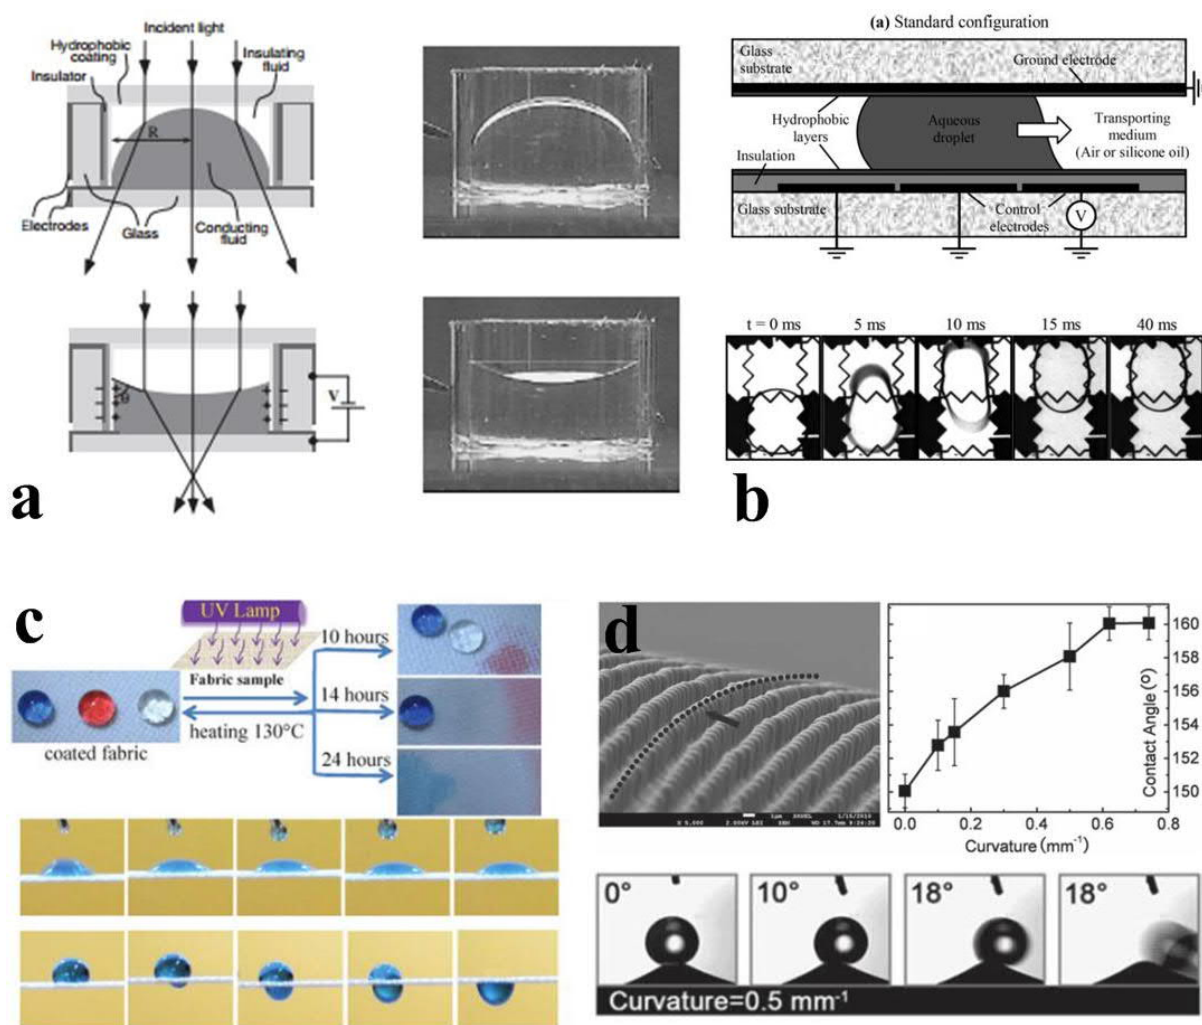 Incident light
Hydrophobic
coating
Insulating
fluid
Insulator
R
Electrodes
Glass
Conducting
fluid
θ
V
a
(a) Standard configuration
Glass
substrate
Ground electrode
Hydrophobic
layers
Aqueous
droplet
Transporting
medium
(Air or silicone oil)
Insulation
Glass substrate
Control
electrodes
V
t = 0 ms
5 ms
10 ms
15 ms
40 ms
b
c
UV Lamp
Fabric sample
10 hours
14 hours
heating 130°C
24 hours
coated fabric
d
Contact Angle (°)
160
158
156
154
152
150
0.0
0.2
0.4
0.6
0.8
Curvature (mm⁻¹)
0°
10°
18°
18°
Curvature=0.5 mm⁻¹